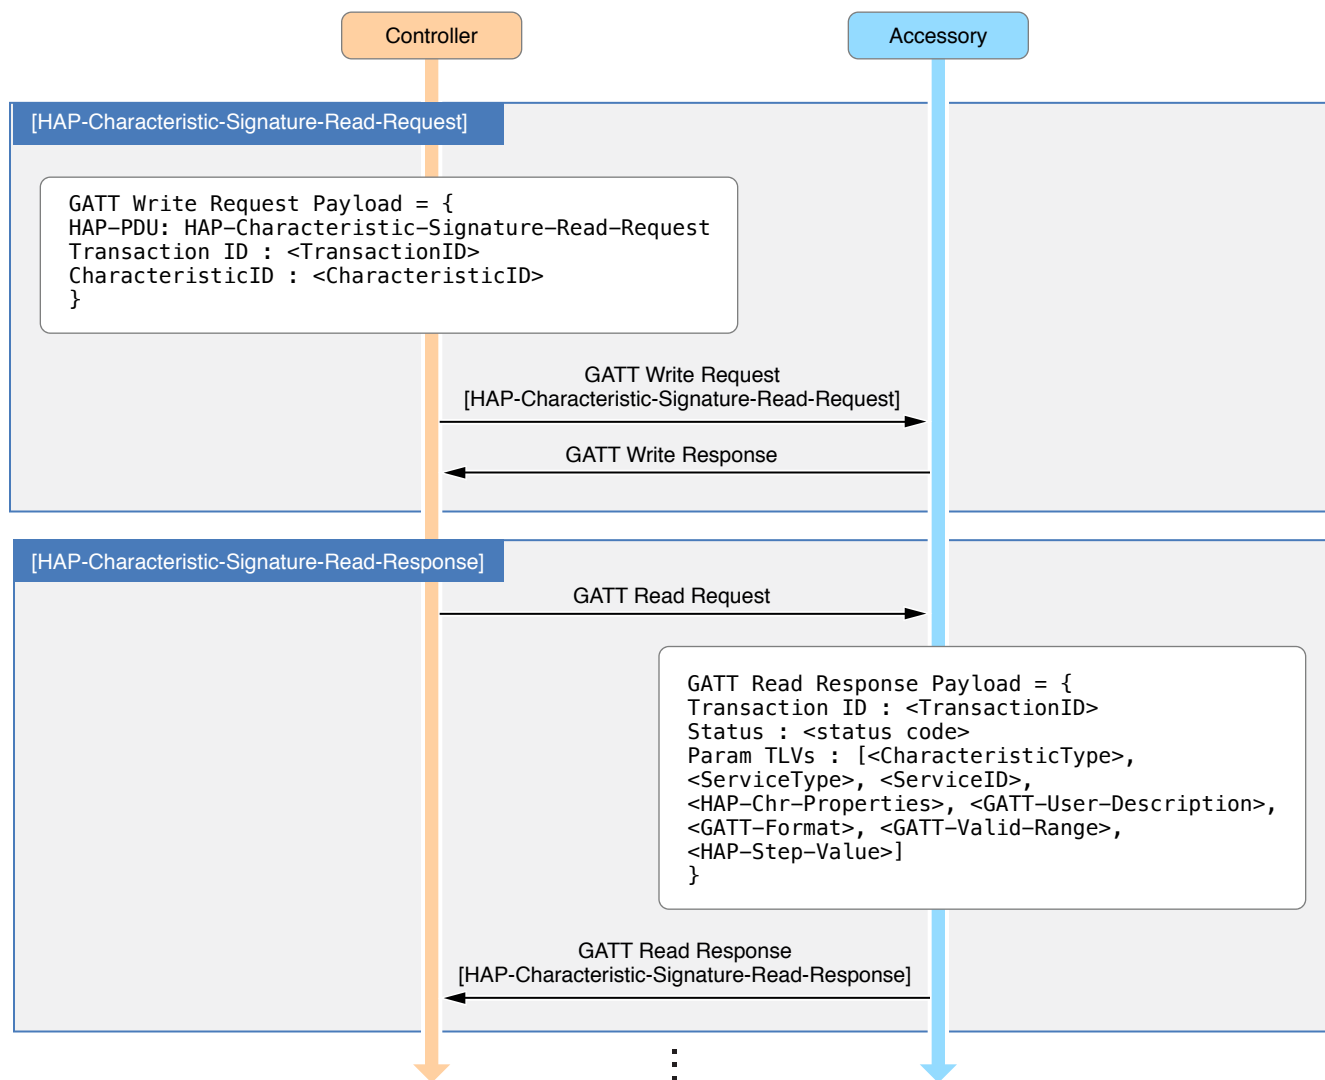 Controller
Accessory
[HAP-Characteristic-Signature-Read-Request]
GATT Write Request Payload = {
HAP-PDU: HAP-Characteristic-Signature-Read-Request
Transaction ID : <TransactionID>
CharacteristicID : <CharacteristicID>
}
GATT Write Request
[HAP-Characteristic-Signature-Read-Request]
GATT Write Response
[HAP-Characteristic-Signature-Read-Response]
GATT Read Request
GATT Read Response Payload = {
Transaction ID : <TransactionID>
Status : <status code>
Param TLVs : [<CharacteristicType>,
<ServiceType>, <ServiceID>,
<HAP-Chr-Properties>, <GATT-User-Description>,
<GATT-Format>, <GATT-Valid-Range>,
<HAP-Step-Value>]
}
GATT Read Response
[HAP-Characteristic-Signature-Read-Response]